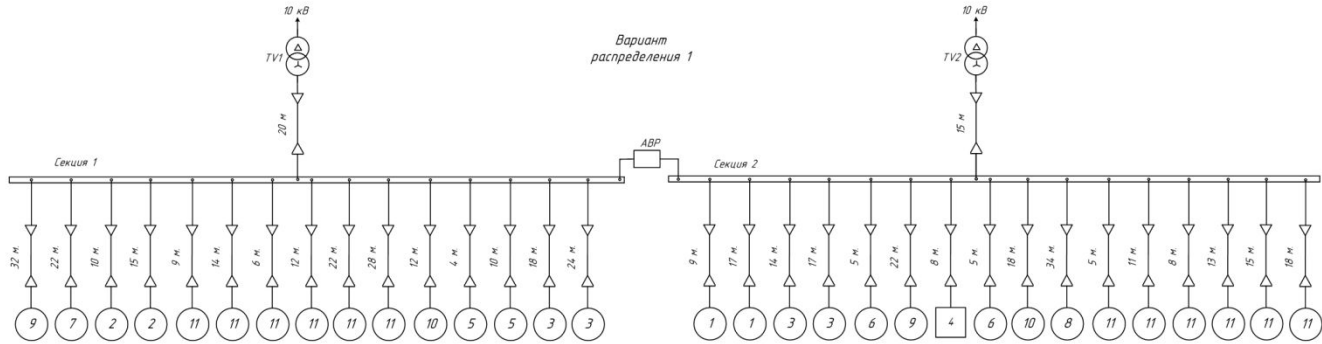 10 кВ
10 кВ
Вариант
распределения 1
TV1
TV2
20 м
15 м
АВР
Секция 1
Секция 2
32 м.
22 м.
10 м.
15 м.
9 м.
14 м.
6 м.
12 м.
22 м.
28 м.
12 м.
4 м.
10 м.
18 м.
24 м.
9 м.
17 м.
14 м.
17 м.
5 м.
22 м.
8 м.
5 м.
18 м.
34 м.
5 м.
11 м.
8 м.
13 м.
15 м.
18 м.
9 7 2 2 11 11 11 11 11 11 10 5 5 3 3
1 1 3 3 6 9 4 6 10 8 11 11 11 11 11 11